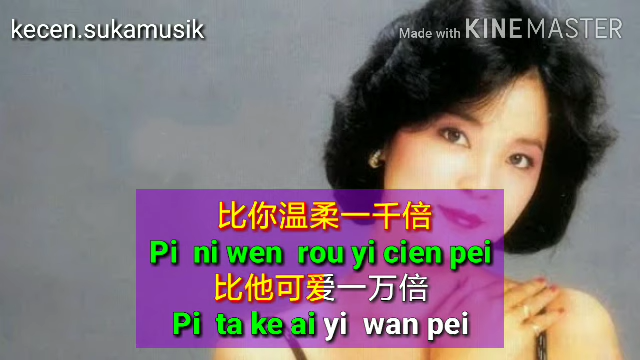 kecen.sukamusik
Made with KINEMASTER
比你温柔一千倍
Pi ni wen rou yi cien pei
比他可爱一万倍
Pi ta ke ai yi wan pei